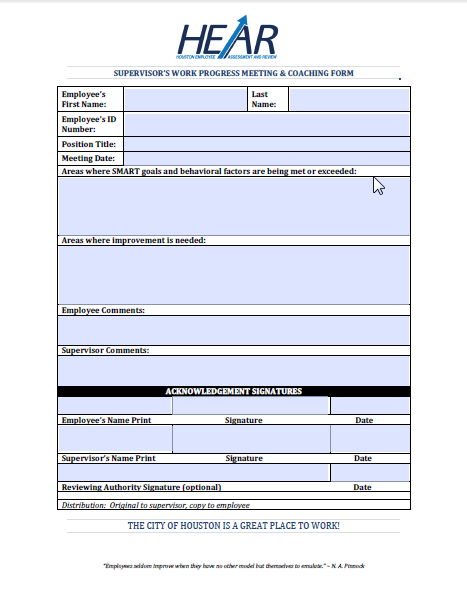 HEAR
HOUSTON EMPLOYEE ASSESSMENT AND REVIEW
SUPERVISOR'S WORK PROGRESS MEETING & COACHING FORM
Employee's First Name:
Last Name:
Employee's ID Number:
Position Title:
Meeting Date:
Areas where SMART goals and behavioral factors are being met or exceeded:
Areas where improvement is needed:
Employee Comments:
Supervisor Comments:
ACKNOWLEDGEMENT SIGNATURES
Employee's Name Print Signature Date
Supervisor's Name Print Signature Date
Reviewing Authority Signature (optional) Date
Distribution: Original to supervisor, copy to employee
THE CITY OF HOUSTON IS A GREAT PLACE TO WORK!
"Employees seldom improve when they have no other model but themselves to emulate." ~ N. A. Pinnock